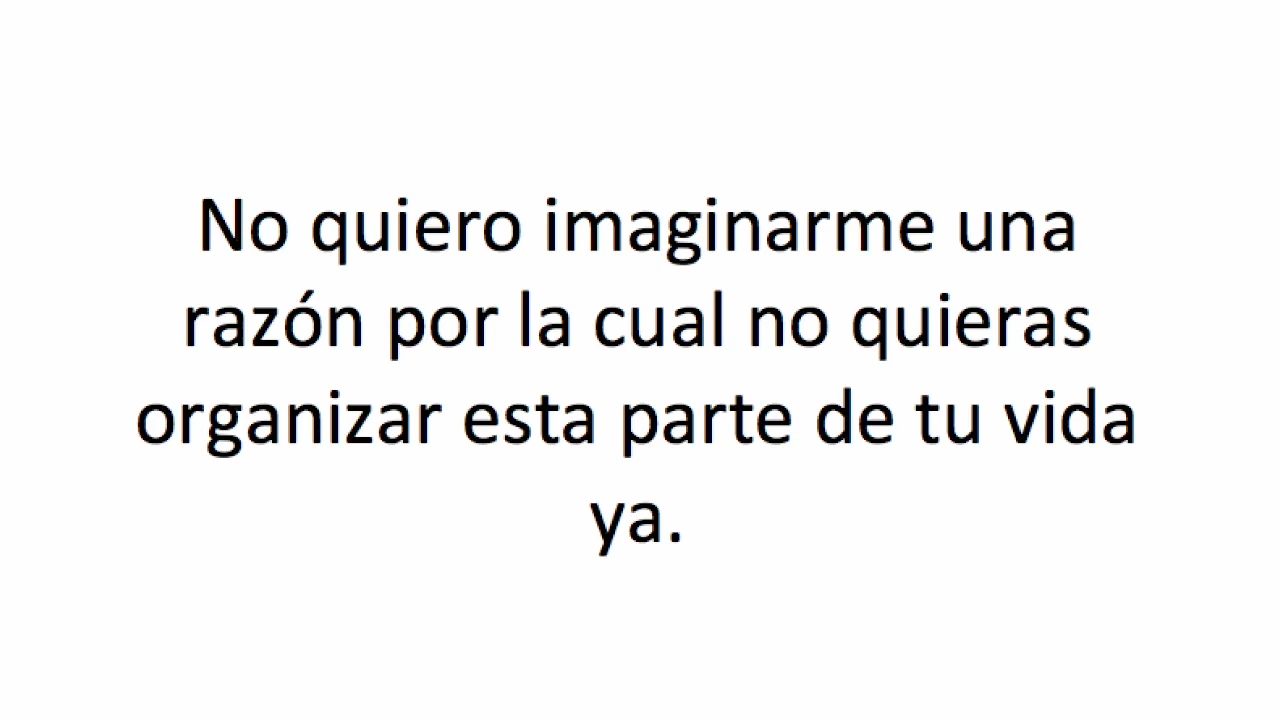 No quiero imaginarme una
razón por la cual no quieras
organizar esta parte de tu vida
ya.